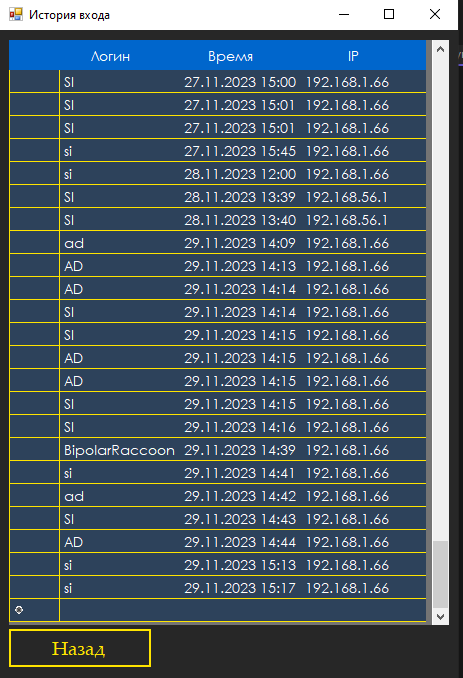 История входа
Логин Время IP
SI 27.11.2023 15:00 192.168.1.66
SI 27.11.2023 15:01 192.168.1.66
SI 27.11.2023 15:01 192.168.1.66
si 27.11.2023 15:45 192.168.1.66
si 28.11.2023 12:00 192.168.1.66
SI 28.11.2023 13:39 192.168.56.1
SI 28.11.2023 13:40 192.168.56.1
ad 29.11.2023 14:09 192.168.1.66
AD 29.11.2023 14:13 192.168.1.66
AD 29.11.2023 14:14 192.168.1.66
SI 29.11.2023 14:14 192.168.1.66
SI 29.11.2023 14:15 192.168.1.66
AD 29.11.2023 14:15 192.168.1.66
AD 29.11.2023 14:15 192.168.1.66
SI 29.11.2023 14:15 192.168.1.66
SI 29.11.2023 14:16 192.168.1.66
BipolarRaccoon 29.11.2023 14:39 192.168.1.66
si 29.11.2023 14:41 192.168.1.66
ad 29.11.2023 14:42 192.168.1.66
SI 29.11.2023 14:43 192.168.1.66
AD 29.11.2023 14:44 192.168.1.66
si 29.11.2023 15:13 192.168.1.66
si 29.11.2023 15:17 192.168.1.66
Назад